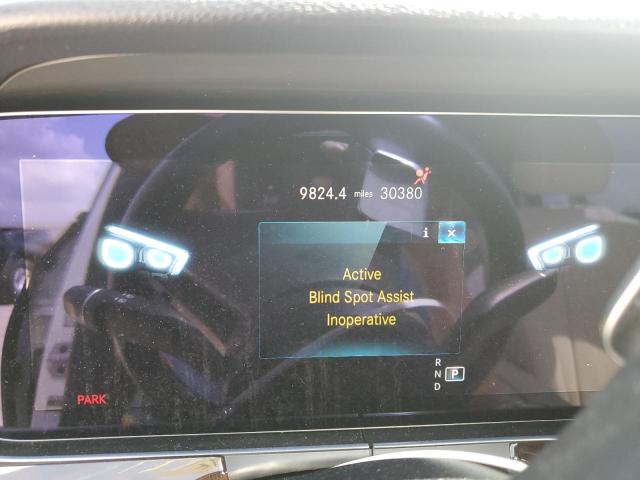 9824.4 miles 30380
i ×
Active
Blind Spot Assist
Inoperative
R
N P
D
PARK